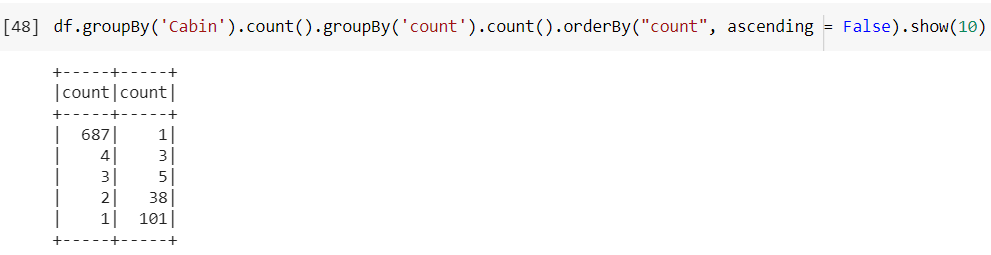 [48] df.groupBy('Cabin').count().groupBy('count').count().orderBy("count", ascending = False).show(10)
+-----+-----+
|count|count|
+-----+-----+
|  687|    1|
|    4|    3|
|    3|    5|
|    2|   38|
|    1|  101|
+-----+-----+